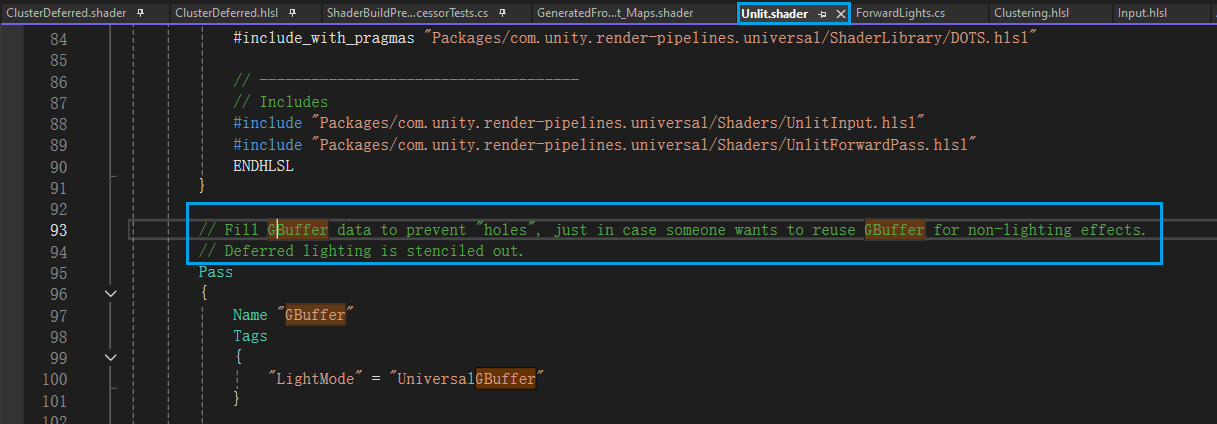 ClusterDeferred.shader ClusterDeferred.hlsl ShaderBuildPre...cessorTests.cs GeneratedFro...t_Maps.shader Unlit.shader ForwardLights.cs Clustering.hlsl Input.hlsl
84 #include_with_pragmas "Packages/com.unity.render-pipelines.universal/ShaderLibrary/DOTS.hlsl"
85
86 // -------------------------------------
87 // Includes
88 #include "Packages/com.unity.render-pipelines.universal/Shaders/UnlitInput.hlsl"
89 #include "Packages/com.unity.render-pipelines.universal/Shaders/UnlitForwardPass.hlsl"
90 ENDHLSL
91 }
92
93 // Fill GBuffer data to prevent "holes", just in case someone wants to reuse GBuffer for non-lighting effects.
94 // Deferred lighting is stenciled out.
95 Pass
96 {
97 Name "GBuffer"
98 Tags
99 {
100 "LightMode" = "UniversalGBuffer"
101 }
102